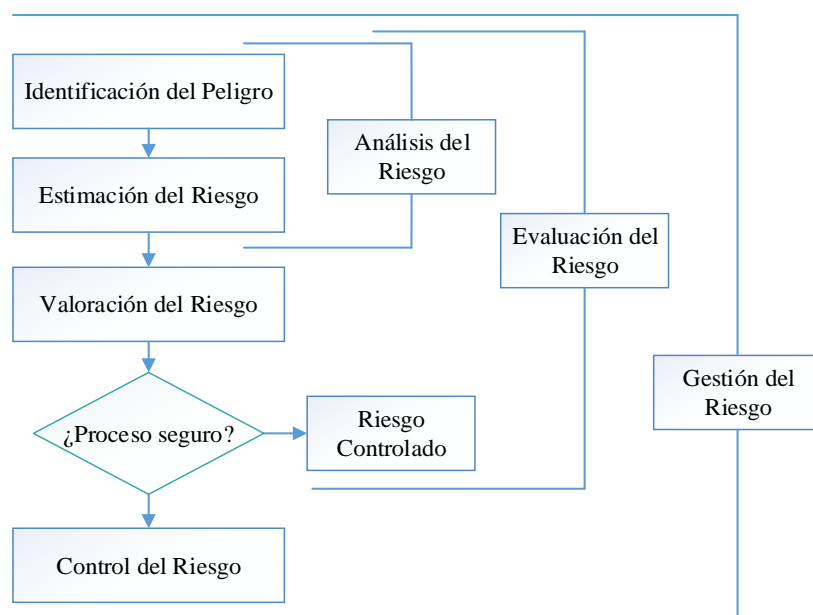 Identificación del Peligro
Estimación del Riesgo
Valoración del Riesgo
¿Proceso seguro?
Riesgo
Controlado
Control del Riesgo
Análisis del
Riesgo
Evaluación del
Riesgo
Gestión del
Riesgo